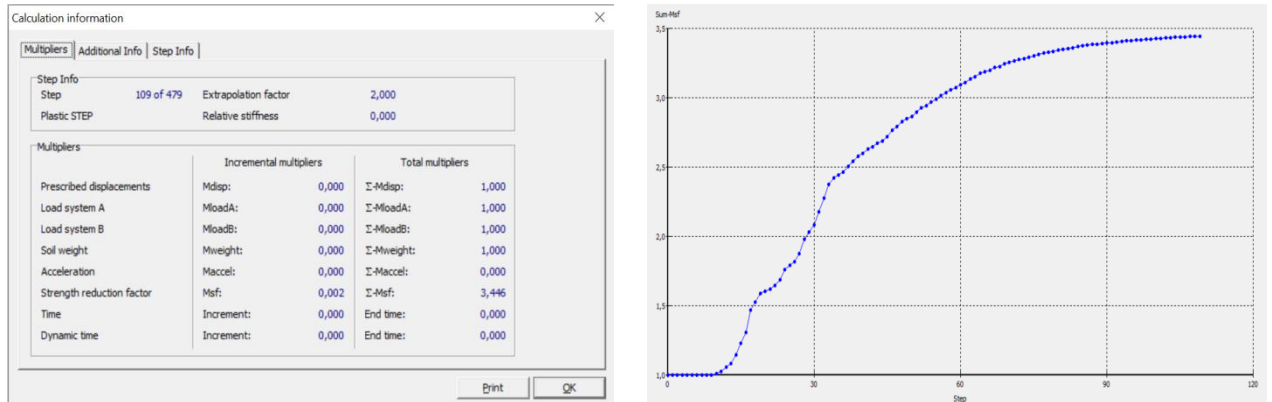 Calculation information
Multipliers Additional Info Step Info
Step Info
Step 109 of 479 Extrapolation factor 2,000
Plastic STEP Relative stiffness 0,000
Multipliers
Incremental multipliers Total multipliers
Prescribed displacements Mdisp: 0,000 Σ-Mdisp: 1,000
Load system A MloadA: 0,000 Σ-MloadA: 1,000
Load system B MloadB: 0,000 Σ-MloadB: 1,000
Soil weight Mweight: 0,000 Σ-Mweight: 1,000
Acceleration Maccel: 0,000 Σ-Maccel: 0,000
Strength reduction factor Msf: 0,002 Σ-Msf: 3,446
Time Increment: 0,000 End time: 0,000
Dynamic time Increment: 0,000 End time: 0,000
Print OK
Sum-Msf
3,5
3,0
2,5
2,0
1,5
1,0
0 30 60 90 120
Step